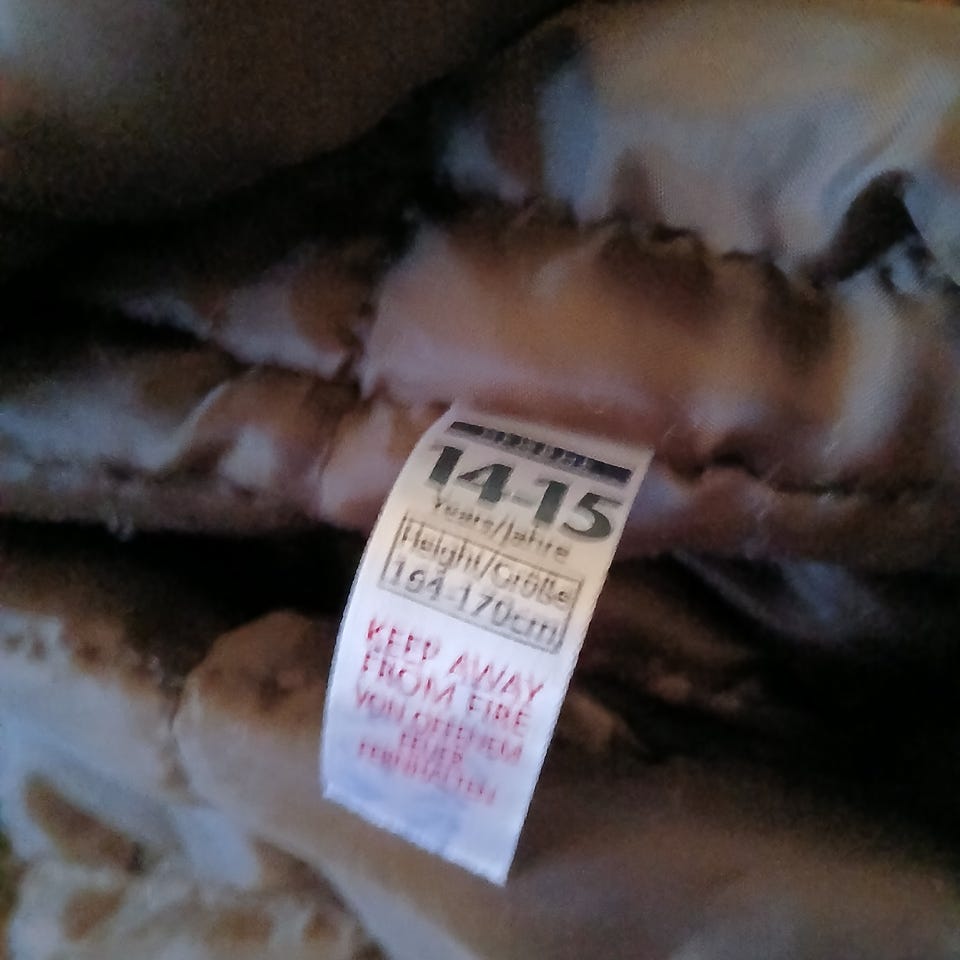 14-15
Years/Jahre
Height/Größe
164-170cm
KEEP AWAY
FROM FIRE
VON OFFENEM
FEUER
FERNHALTEN